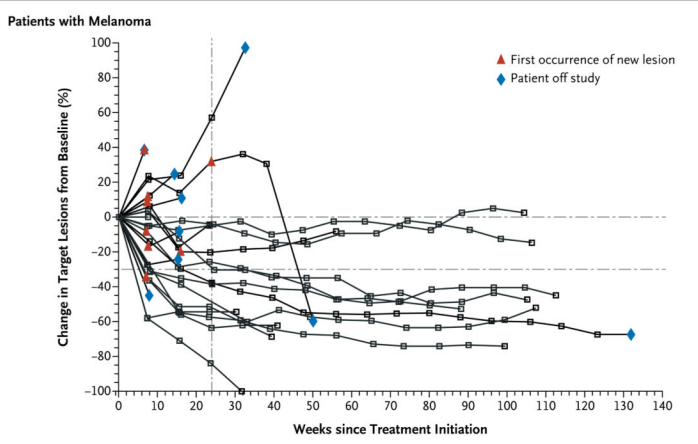 Patients with Melanoma
100
80
60
40
20
0
−20
−40
−60
−80
−100
Change in Target Lesions from Baseline (%)
First occurrence of new lesion
Patient off study
0 10 20 30 40 50 60 70 80 90 100 110 120 130 140
Weeks since Treatment Initiation